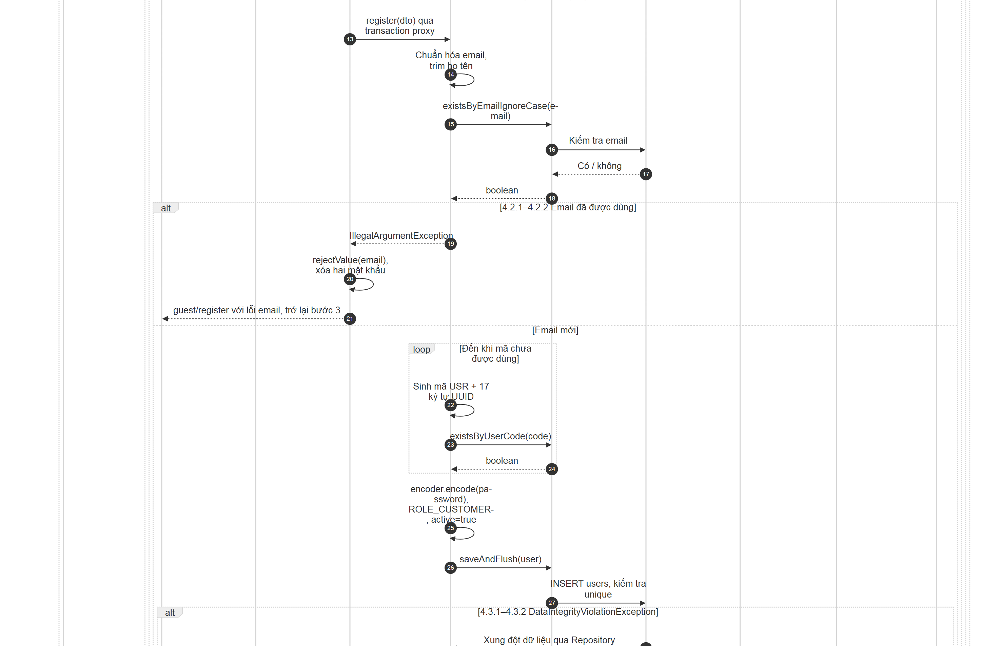 register(dto) qua
transaction proxy
13
Chuẩn hóa email,
trim họ tên
14
existsByEmailIgnoreCase(e-
mail)
15
Kiểm tra email
16
Có / không
17
boolean
18
alt
[4.2.1–4.2.2 Email đã được dùng]
IllegalArgumentException
19
rejectValue(email),
xóa hai mật khẩu
20
guest/register với lỗi email, trở lại bước 3
21
[Email mới]
loop
[Đến khi mã chưa
được dùng]
Sinh mã USR + 17
ký tự UUID
22
existsByUserCode(code)
23
boolean
24
encoder.encode(pa-
ssword),
ROLE_CUSTOMER-
, active=true
25
saveAndFlush(user)
26
INSERT users, kiểm tra
unique
27
alt
[4.3.1–4.3.2 DataIntegrityViolationException]
Xung đột dữ liệu qua Repository